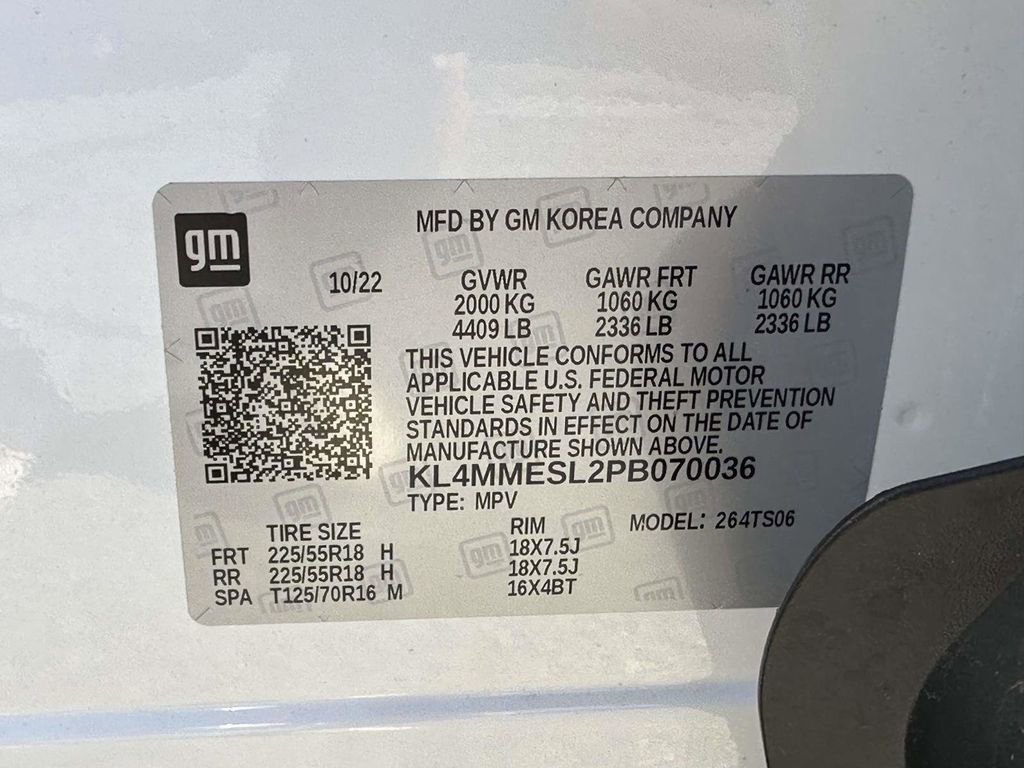 gm
MFD BY GM KOREA COMPANY
10/22 GVWR GAWR FRT GAWR RR
2000 KG 1060 KG 1060 KG
4409 LB 2336 LB 2336 LB
THIS VEHICLE CONFORMS TO ALL
APPLICABLE U.S. FEDERAL MOTOR
VEHICLE SAFETY AND THEFT PREVENTION
STANDARDS IN EFFECT ON THE DATE OF
MANUFACTURE SHOWN ABOVE.
KL4MMESL2PB070036
TYPE: MPV
TIRE SIZE RIM MODEL: 264TS06
FRT 225/55R18 H 18X7.5J
RR 225/55R18 H 18X7.5J
SPA T125/70R16 M 16X4BT